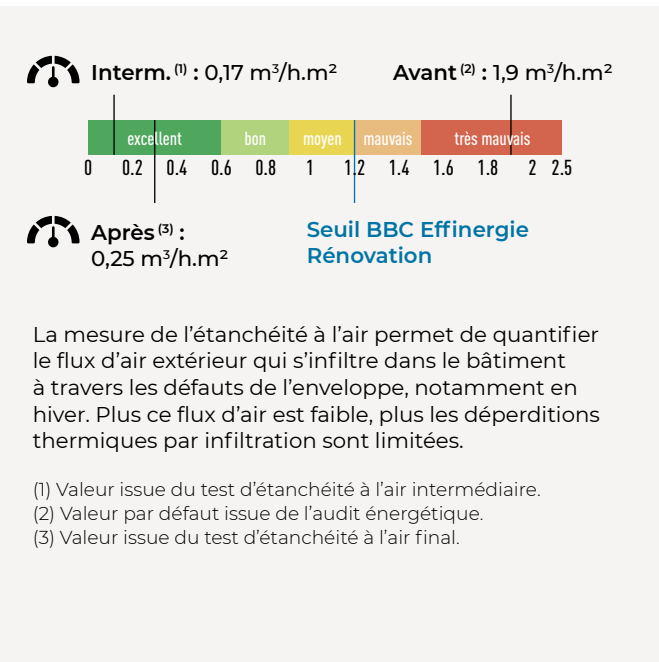 Interm. (1) : 0,17 m³/h.m²
Avant (2) : 1,9 m³/h.m²
excellent bon moyen mauvais très mauvais
0 0.2 0.4 0.6 0.8 1 1.2 1.4 1.6 1.8 2 2.5
Après (3) :
0,25 m³/h.m²
Seuil BBC Effinergie
Rénovation
La mesure de l’étanchéité à l’air permet de quantifier
le flux d’air extérieur qui s’infiltre dans le bâtiment
à travers les défauts de l’enveloppe, notamment en
hiver. Plus ce flux d’air est faible, plus les déperditions
thermiques par infiltration sont limitées.
(1) Valeur issue du test d’étanchéité à l’air intermédiaire.
(2) Valeur par défaut issue de l’audit énergétique.
(3) Valeur issue du test d’étanchéité à l’air final.